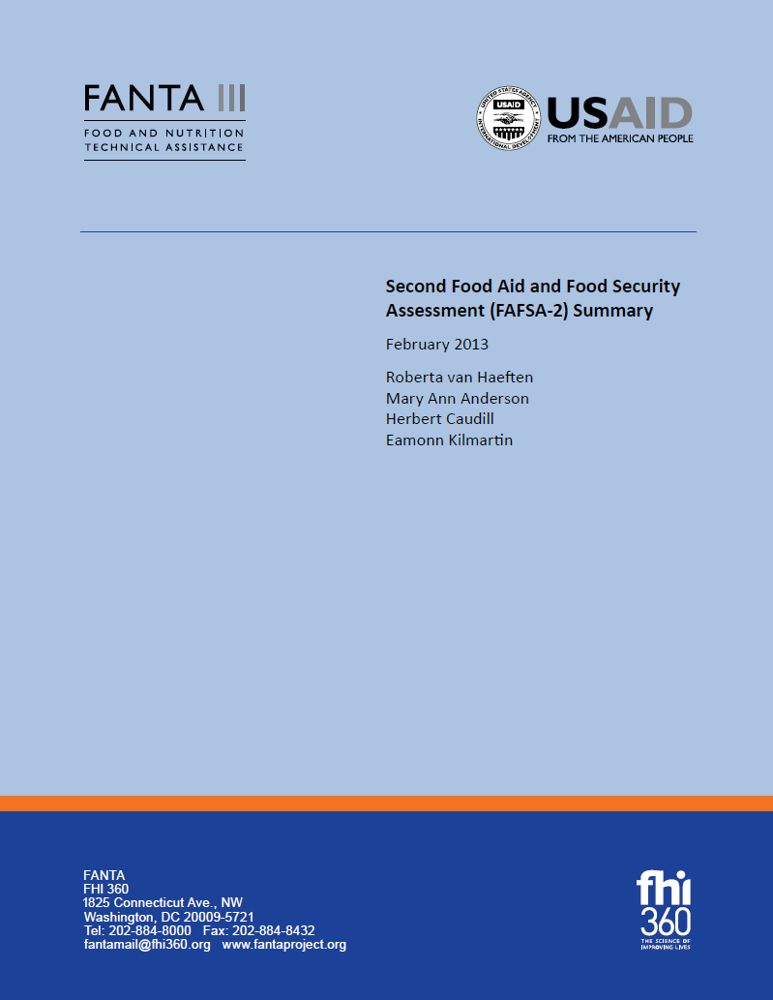 FANTA III
FOOD AND NUTRITION
TECHNICAL ASSISTANCE
UNITED STATES AGENCY
USAID
INTERNATIONAL DEVELOPMENT
USAID
FROM THE AMERICAN PEOPLE
Second Food Aid and Food Security
Assessment (FAFSA-2) Summary
February 2013
Roberta van Haeften
Mary Ann Anderson
Herbert Caudill
Eamonn Kilmartin
FANTA
FHI 360
1825 Connecticut Ave., NW
Washington, DC 20009-5721
Tel: 202-884-8000 Fax: 202-884-8432
fantamail@fhi360.org www.fantaproject.org
fhi
360
THE SCIENCE OF
IMPROVING LIVES